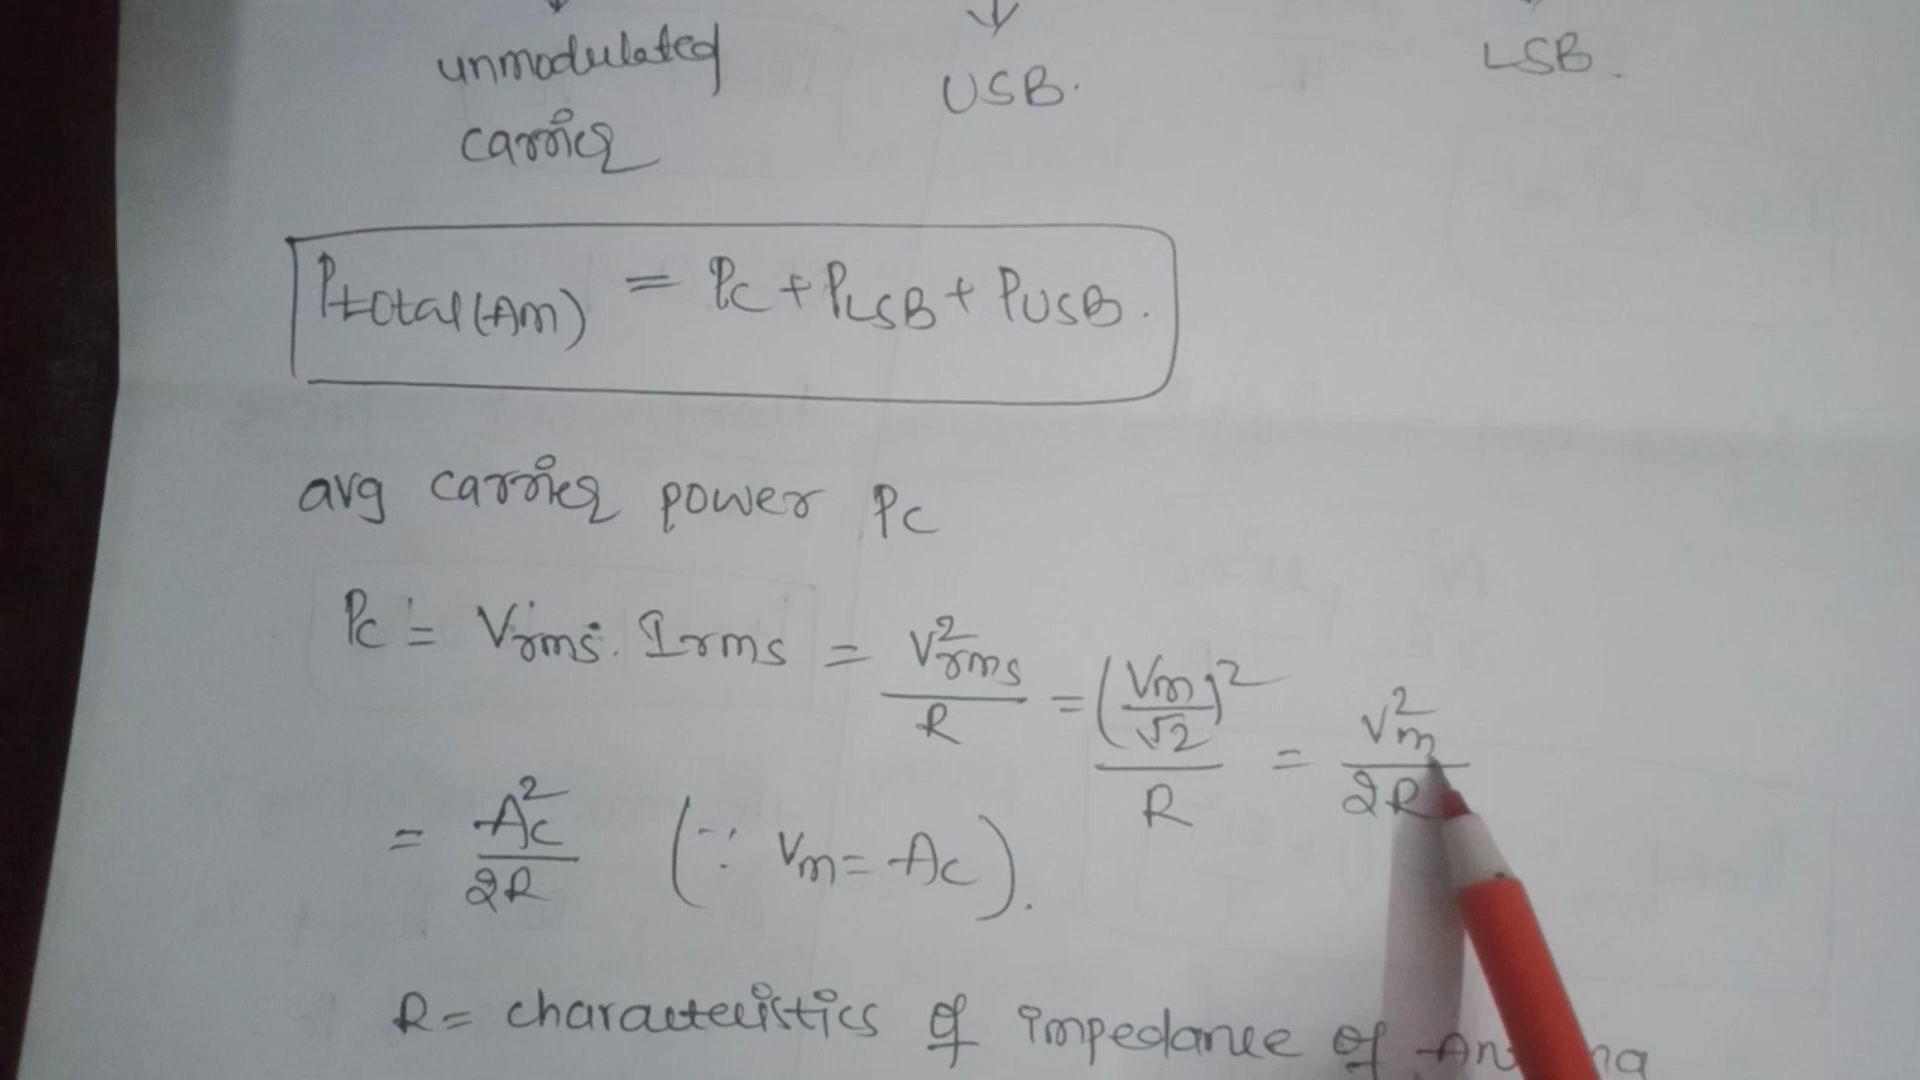 unmodulated
carrier
USB.
LSB.
Ptotal(Am) = Pc + PLSB + PUSB.
avg carrier power Pc
Pc = Vrms. Irms = V²rms / R = (Vm/√2)² / R = V²m / 2R
= Ac² / 2R (∵ Vm = Ac).
R = characteristics of impedance of